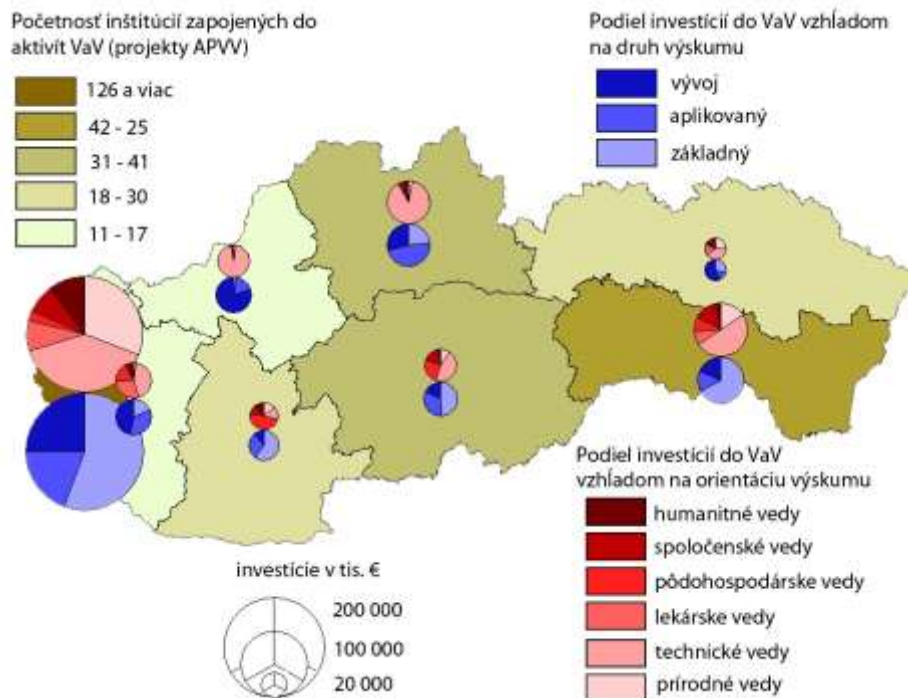 Početnosť inštitúcií zapojených do
aktivít VaV (projekty APVV)
126 a viac
42 - 25
31 - 41
18 - 30
11 - 17
Podiel investícií do VaV vzhľadom
na druh výskumu
vývoj
aplikovaný
základný
investície v tis. €
200 000
100 000
20 000
Podiel investícií do VaV
vzhľadom na orientáciu výskumu
humanitné vedy
spoločenské vedy
pôdohospodárske vedy
lekárske vedy
technické vedy
prírodné vedy